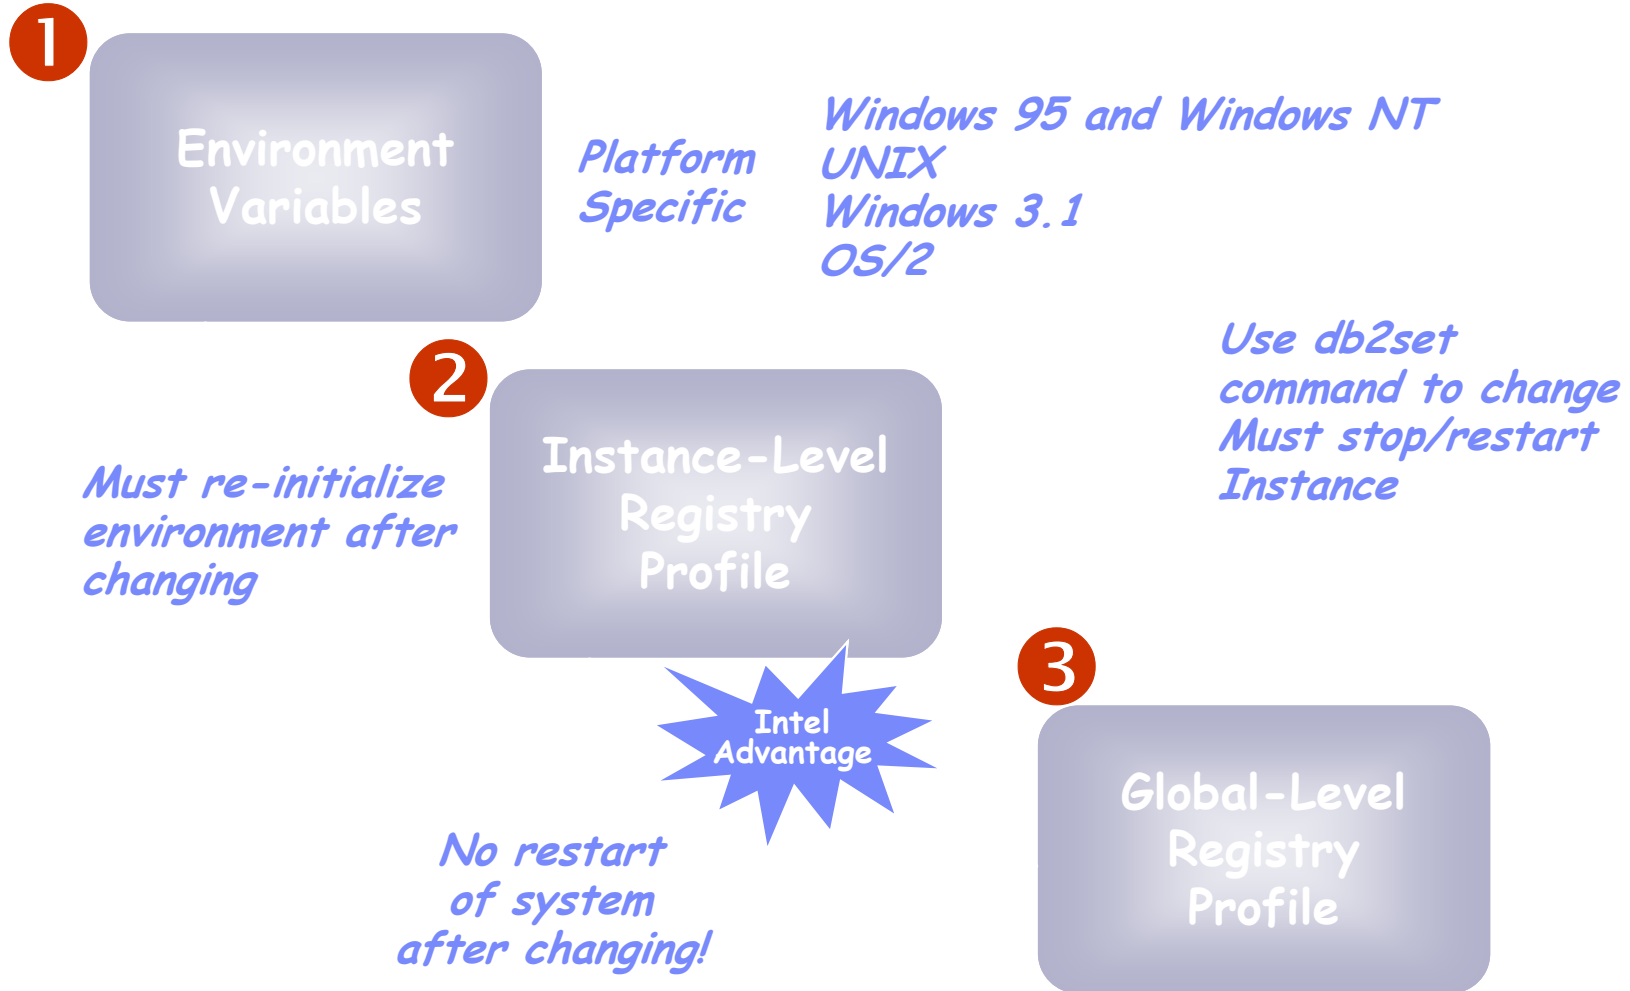 1
Environment
Variables
Platform
Specific
Windows 95 and Windows NT
UNIX
Windows 3.1
OS/2
2
Instance-Level
Registry
Profile
Must re-initialize
environment after
changing
Use db2set
command to change
Must stop/restart
Instance
Intel
Advantage
No restart
of system
after changing!
3
Global-Level
Registry
Profile